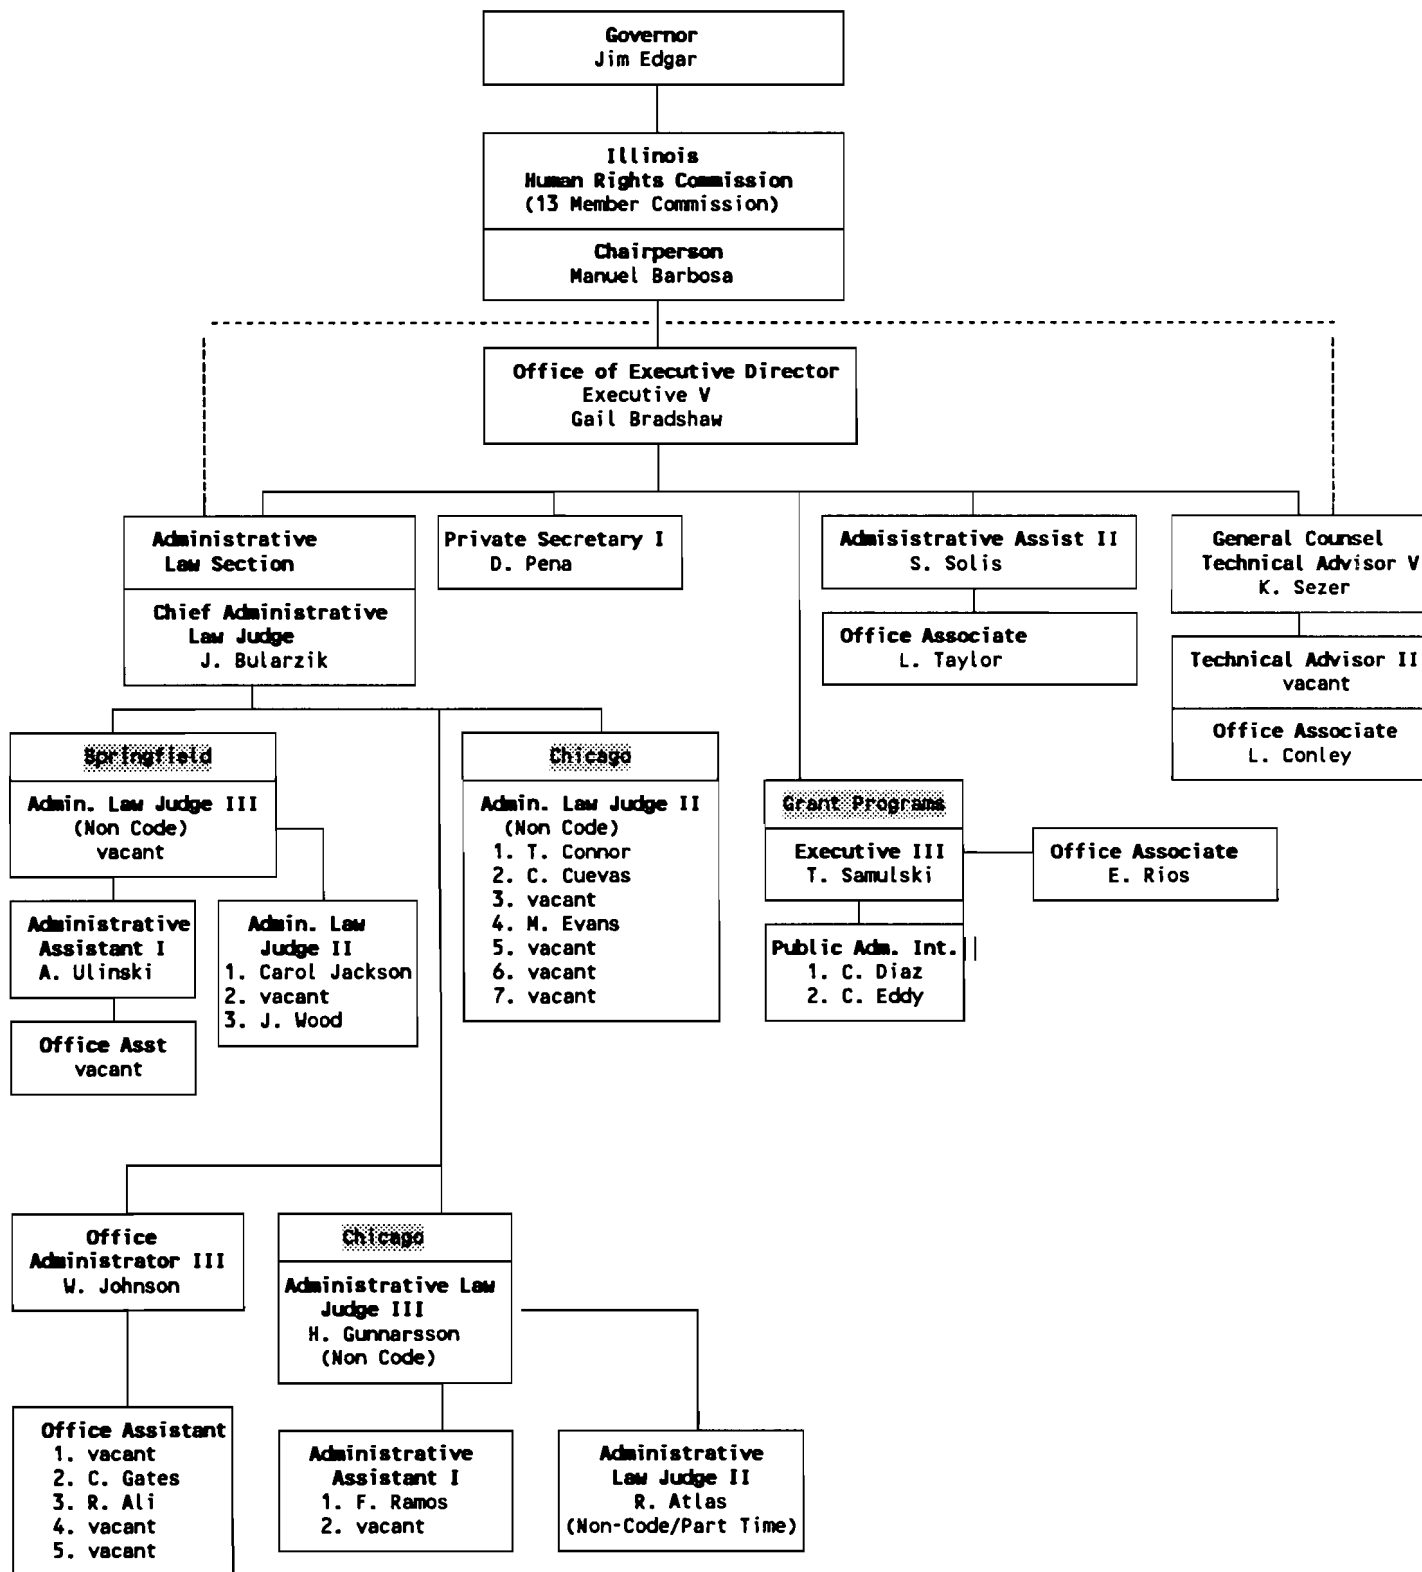 Governor
Jim Edgar
Illinois
Human Rights Commission
(13 Member Commission)
Chairperson
Manuel Barbosa
Office of Executive Director
Executive V
Gail Bradshaw
Administrative
Law Section
Chief Administrative
Law Judge
J. Bularzik
Private Secretary I
D. Pena
Admisistrative Assist II
S. Solis
Office Associate
L. Taylor
General Counsel
Technical Advisor V
K. Sezer
Technical Advisor II
vacant
Office Associate
L. Conley
Springfield
Admin. Law Judge III
(Non Code)
vacant
Administrative
Assistant I
A. Ulinski
Office Asst
vacant
Admin. Law
Judge II
1. Carol Jackson
2. vacant
3. J. Wood
Chicago
Admin. Law Judge II
(Non Code)
1. T. Connor
2. C. Cuevas
3. vacant
4. M. Evans
5. vacant
6. vacant
7. vacant
Grant Programs
Executive III
T. Samulski
Office Associate
E. Rios
Public Adm. Int. II
1. C. Diaz
2. C. Eddy
Office
Administrator III
W. Johnson
Office Assistant
1. vacant
2. C. Gates
3. R. Ali
4. vacant
5. vacant
Chicago
Administrative Law
Judge III
H. Gunnarsson
(Non Code)
Administrative
Assistant I
1. F. Ramos
2. vacant
Administrative
Law Judge II
R. Atlas
(Non-Code/Part Time)